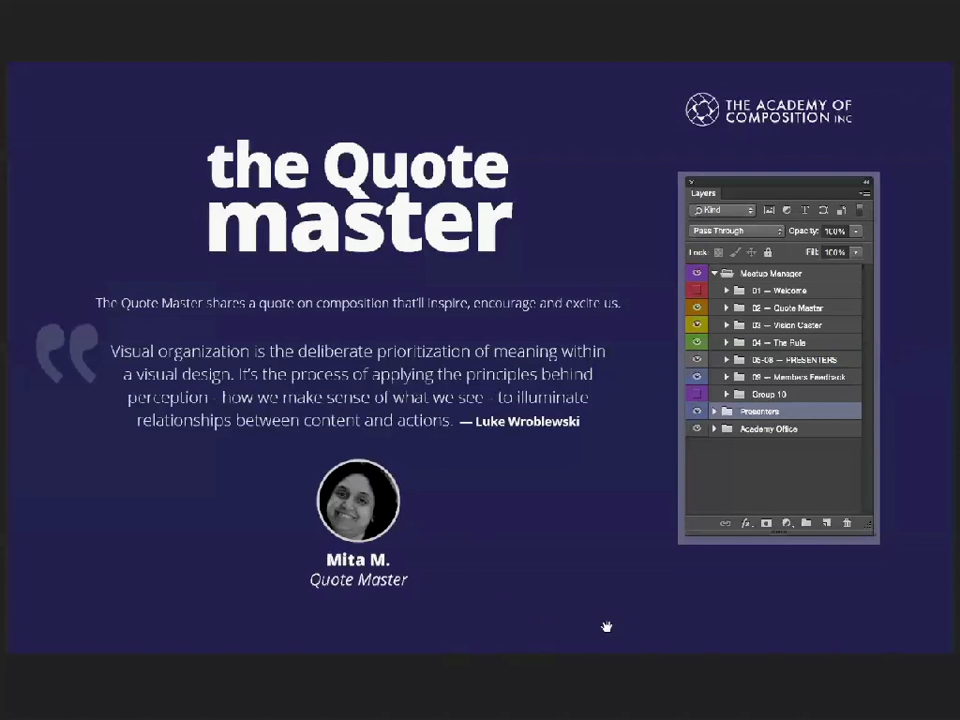 THE ACADEMY OF
COMPOSITION INC
the Quote
master
The Quote Master shares a quote on composition that'll inspire, encourage and excite us.
Visual organization is the deliberate prioritization of meaning within
a visual design. It's the process of applying the principles behind
perception - how we make sense of what we see - to illuminate
relationships between content and actions. — Luke Wroblewski
Mita M.
Quote Master
Layers
Kind
Pass Through Opacity: 100%
Lock: Fill: 100%
Meetup Manager
01 — Welcome
02 — Quote Master
03 — Vision Caster
04 — The Rule
05-08 — PRESENTERS
09 — Members Feedback
Group 10
Presenters
Academy Office